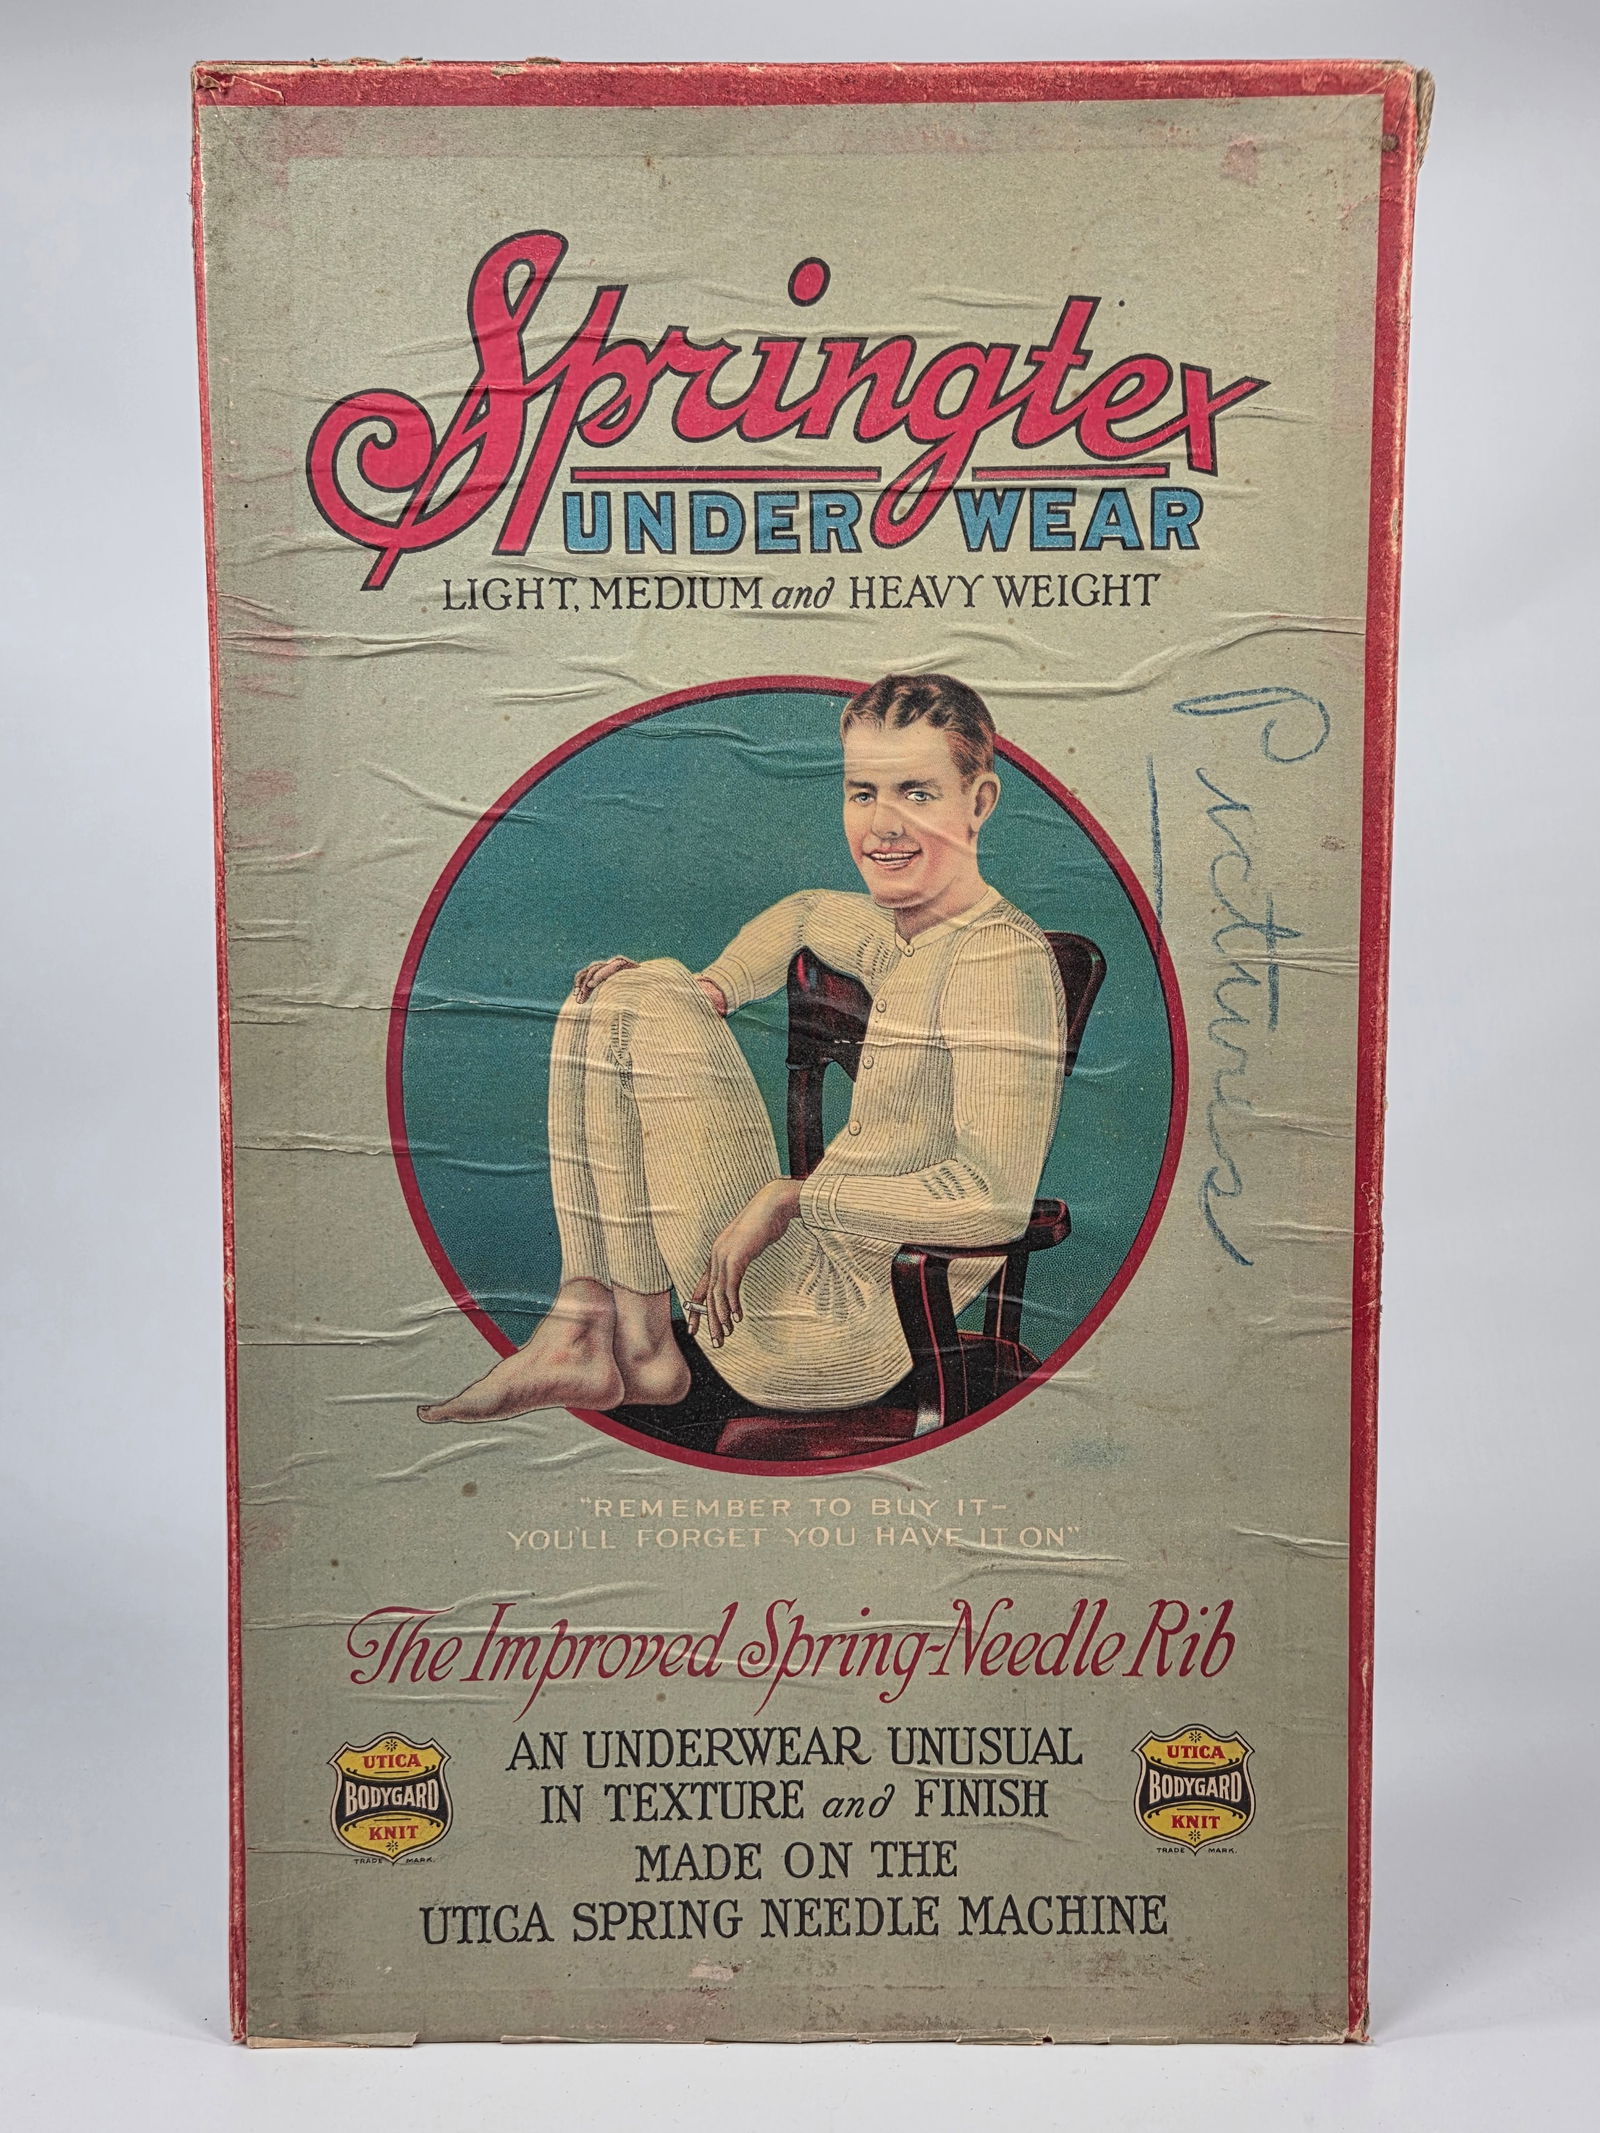 Springtex
UNDERWEAR
LIGHT, MEDIUM and HEAVY WEIGHT
Pictures
"REMEMBER TO BUY IT-
YOU'LL FORGET YOU HAVE IT ON"
The Improved Spring-Needle Rib
AN UNDERWEAR UNUSUAL
IN TEXTURE and FINISH
MADE ON THE
UTICA SPRING NEEDLE MACHINE
UTICA
BODYGARD
KNIT
TRADE MARK.
UTICA
BODYGARD
KNIT
TRADE MARK.